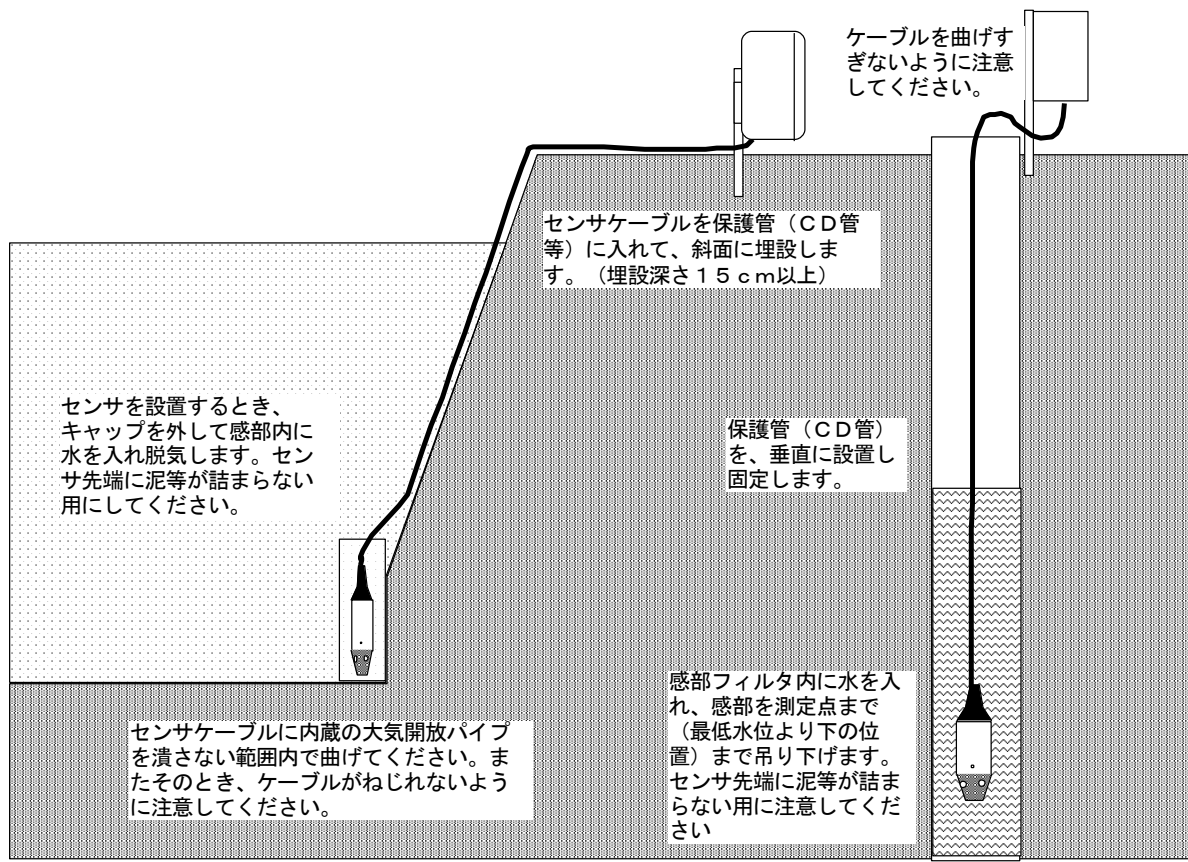 ケーブルを曲げす
ぎないように注意
してください。
センサケーブルを保護管（ＣＤ管
等）に入れて、斜面に埋設しま
す。（埋設深さ１５ｃｍ以上）
センサを設置するとき、
キャップを外して感部内に
水を入れ脱気します。セン
サ先端に泥等が詰まらない
用にしてください。
保護管（ＣＤ管）
を、垂直に設置し
固定します。
センサケーブルに内蔵の大気開放パイプ
を潰さない範囲内で曲げてください。ま
たそのとき、ケーブルがねじれないよう
に注意してください。
感部フィルタ内に水を入
れ、感部を測定点まで
（最低水位より下の位
置）まで吊り下げます。
センサ先端に泥等が詰ま
らない用に注意してくだ
さい